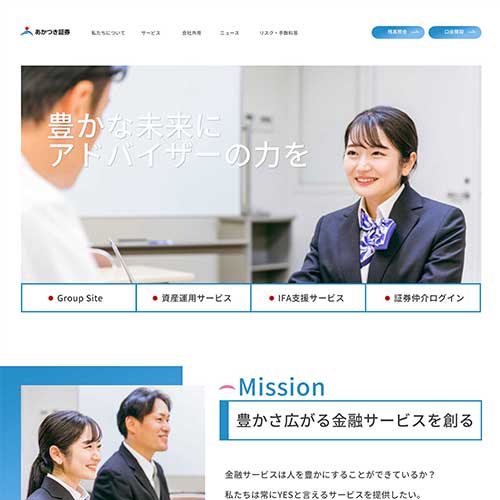 あかつき証券
私たちについて
サービス
会社外用
ニュース
リスク・手数料等
残高照会
口座開設
豊かな未来に
アドバイザーの力を
Group Site
資産運用サービス
IFA支援サービス
証券仲介ログイン
Mission
豊かさ広がる金融サービスを創る
金融サービスは人を豊かにすることができているか？
私たちは常にYESと言えるサービスを提供したい。